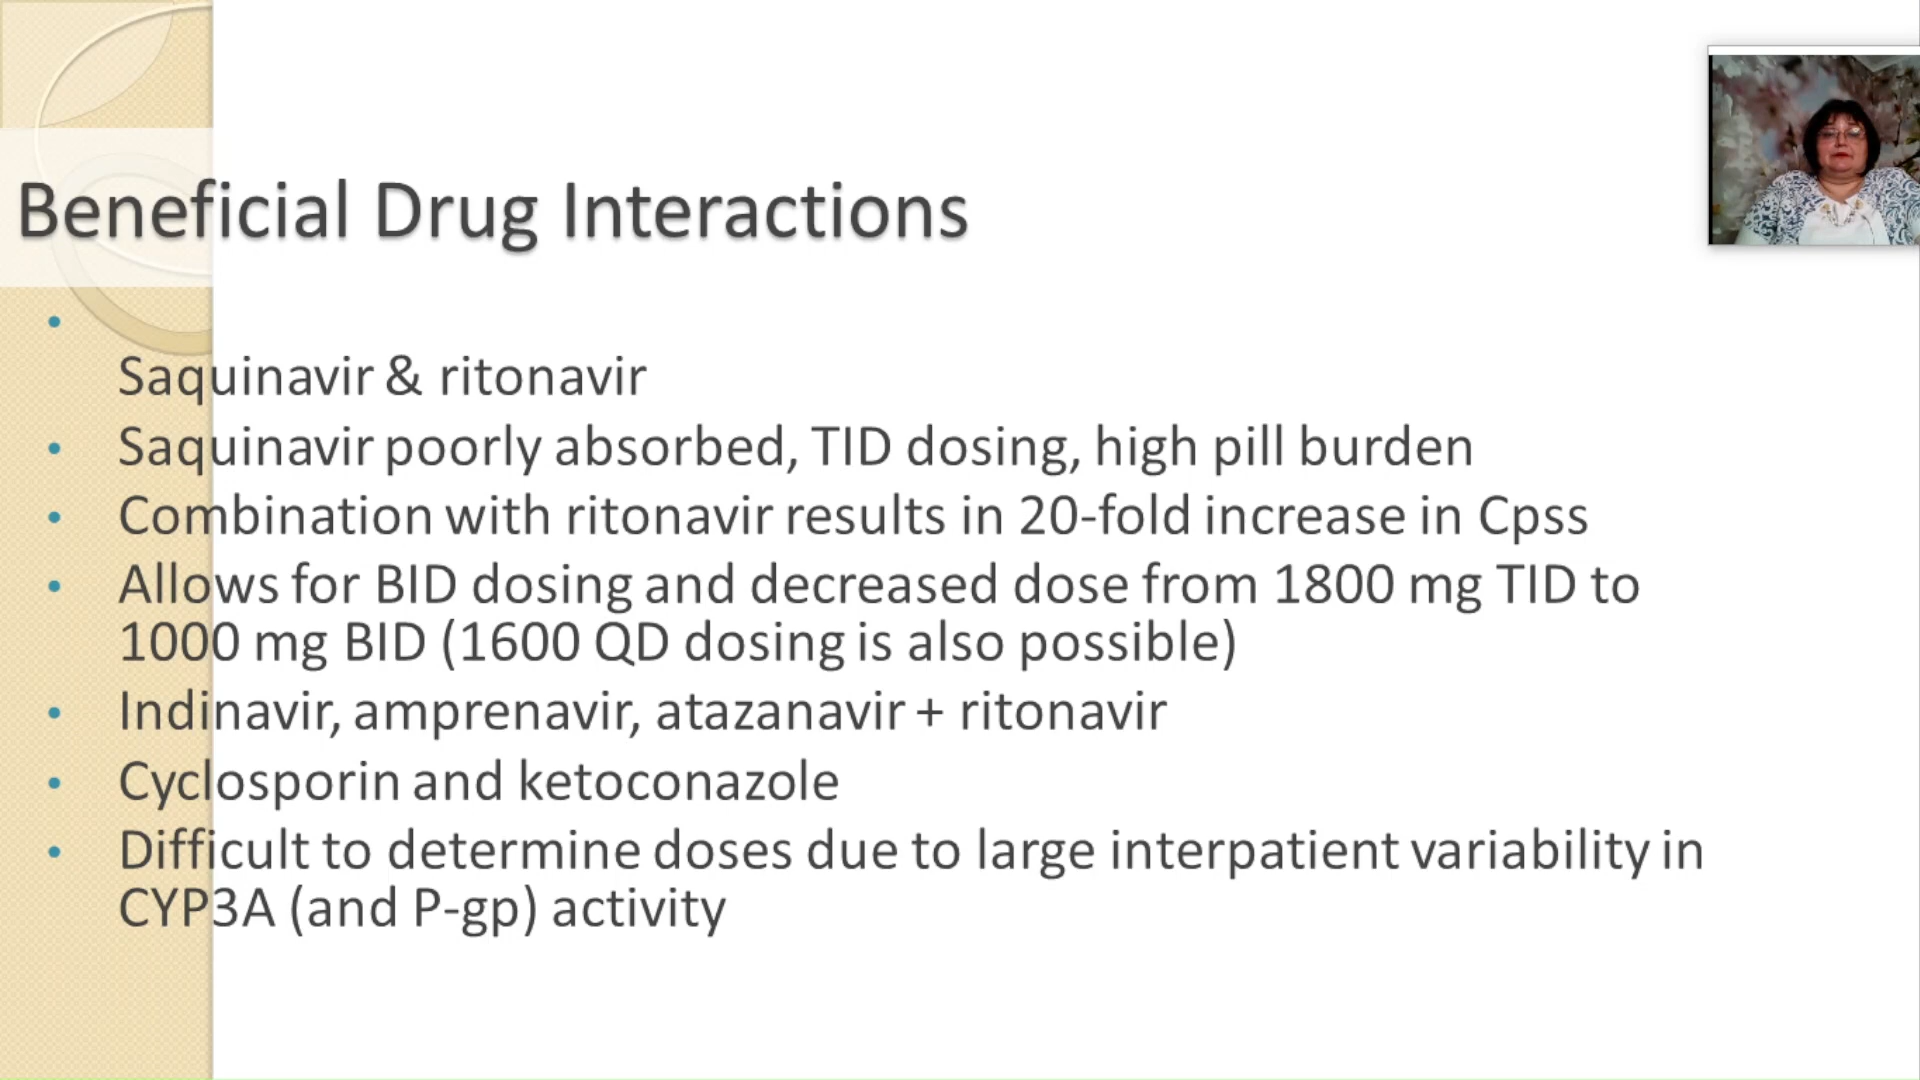 Beneficial Drug Interactions
•
Saquinavir & ritonavir
• Saquinavir poorly absorbed, TID dosing, high pill burden
• Combination with ritonavir results in 20-fold increase in Cpss
• Allows for BID dosing and decreased dose from 1800 mg TID to
1000 mg BID (1600 QD dosing is also possible)
• Indinavir, amprenavir, atazanavir + ritonavir
• Cyclosporin and ketoconazole
• Difficult to determine doses due to large interpatient variability in
CYP3A (and P-gp) activity